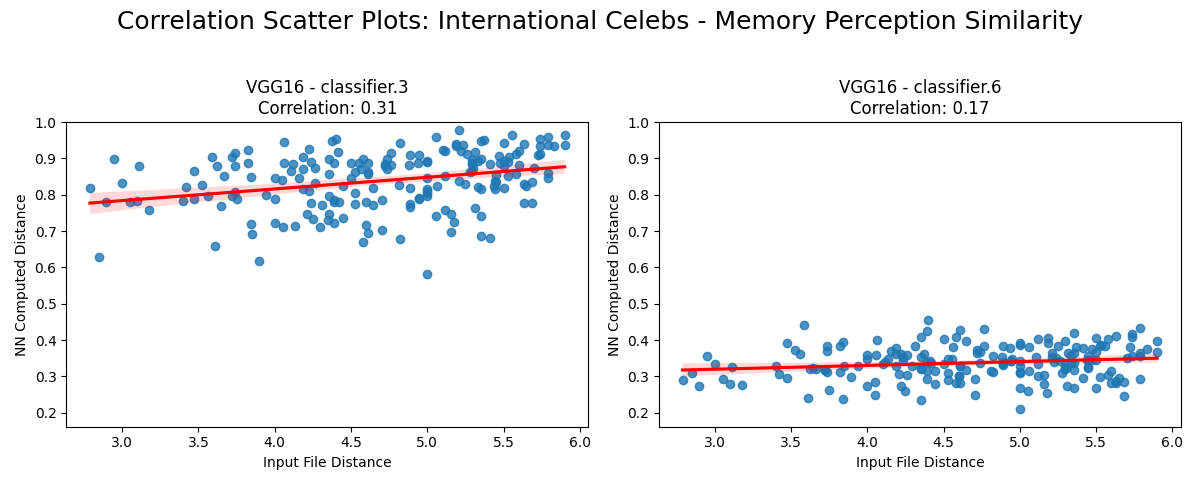 Correlation Scatter Plots: International Celebs - Memory Perception Similarity
VGG16 - classifier.3
Correlation: 0.31
NN Computed Distance
1.0
0.9
0.8
0.7
0.6
0.5
0.4
0.3
0.2
3.0 3.5 4.0 4.5 5.0 5.5 6.0
Input File Distance
VGG16 - classifier.6
Correlation: 0.17
NN Computed Distance
1.0
0.9
0.8
0.7
0.6
0.5
0.4
0.3
0.2
3.0 3.5 4.0 4.5 5.0 5.5 6.0
Input File Distance